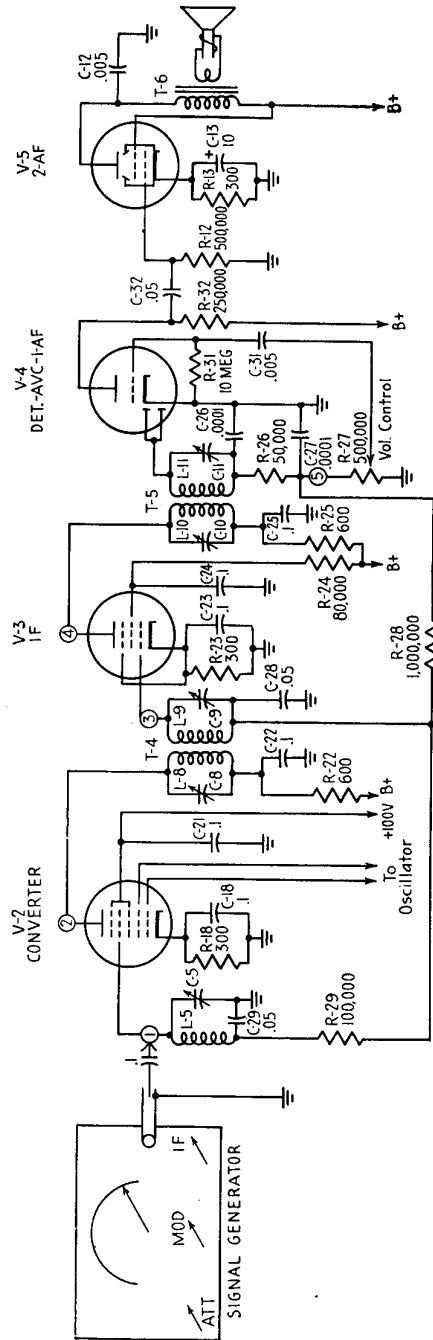 ATT
MOD
IF
SIGNAL GENERATOR
.1
1
V-2
CONVERTER
2
L-5
C-5
C-29
.05
R-29
100,000
R-18
300
C-18
.1
C-21
.1
To
Oscillator
+100V
B+
R-22
600
C-22
.1
L-8
C-8
T-4
L-9
C-9
3
C-28
.05
V-3
IF
4
R-23
300
C-23
.1
C-24
.1
R-24
80,000
R-25
600
B+
C-25
.1
R-28
1,000,000
L-10
C-10
T-5
L-11
C-11
V-4
DET.-AVC-1-AF
C-26
.0001
R-26
50,000
C-27
.0001
5
R-27
500,000
Vol. Control
R-31
10 MEG
C-31
.005
C-32
.05
R-32
250,000
B+
R-12
500,000
V-5
2-AF
R-13
300
+
C-13
10
C-12
.005
T-6
B+